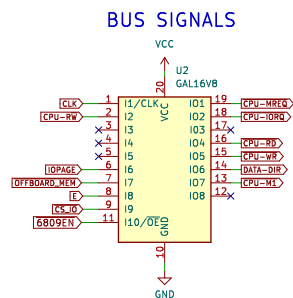 BUS SIGNALS
VCC
20
U2
GAL16V8
VCC
CLK 1 I1/CLK IO1 19 CPU-MREQ
CPU-RW 2 I2 IO2 18 CPU-IORQ
3 I3 IO3 17
4 I4 IO4 16 CPU-RD
5 I5 IO5 15 CPU-WR
IOPAGE 6 I6 IO6 14 DATA-DIR
OFFBOARD_MEM 7 I7 IO7 13 CPU-M1
E 8 I8 IO8 12
CS_IO 9 I9
6809EN 11 I10/OE
GND
10
GND